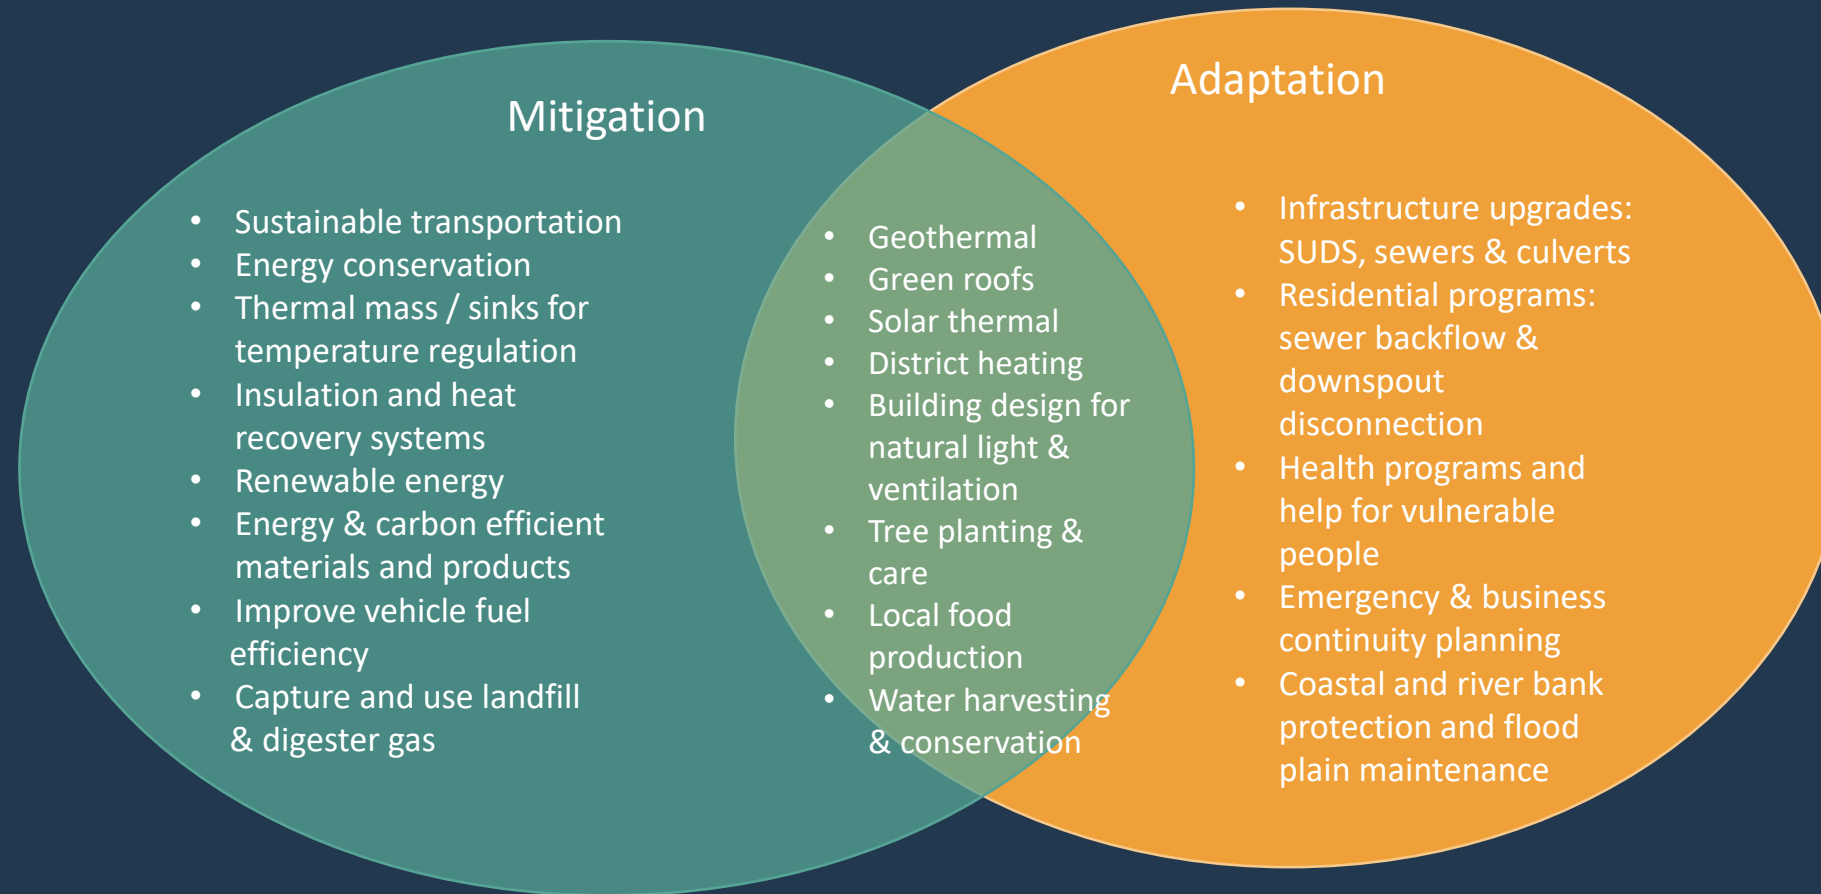 Mitigation
• Sustainable transportation
• Energy conservation
• Thermal mass / sinks for
temperature regulation
• Insulation and heat
recovery systems
• Renewable energy
• Energy & carbon efficient
materials and products
• Improve vehicle fuel
efficiency
• Capture and use landfill
& digester gas
• Geothermal
• Green roofs
• Solar thermal
• District heating
• Building design for
natural light &
ventilation
• Tree planting &
care
• Local food
production
• Water harvesting
& conservation
Adaptation
• Infrastructure upgrades:
SUDS, sewers & culverts
• Residential programs:
sewer backflow &
downspout
disconnection
• Health programs and
help for vulnerable
people
• Emergency & business
continuity planning
• Coastal and river bank
protection and flood
plain maintenance